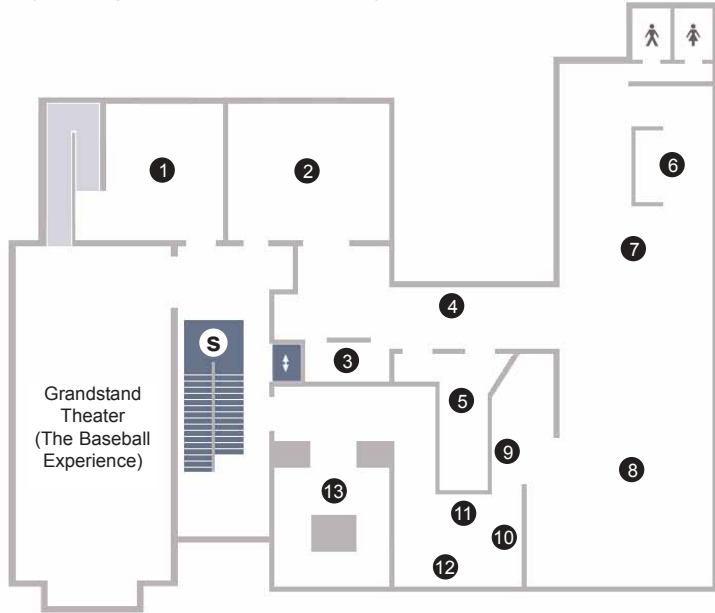 1
2
6
7
4
S
3
Grandstand
Theater
(The Baseball
Experience)
5
9
8
13
11
10
12